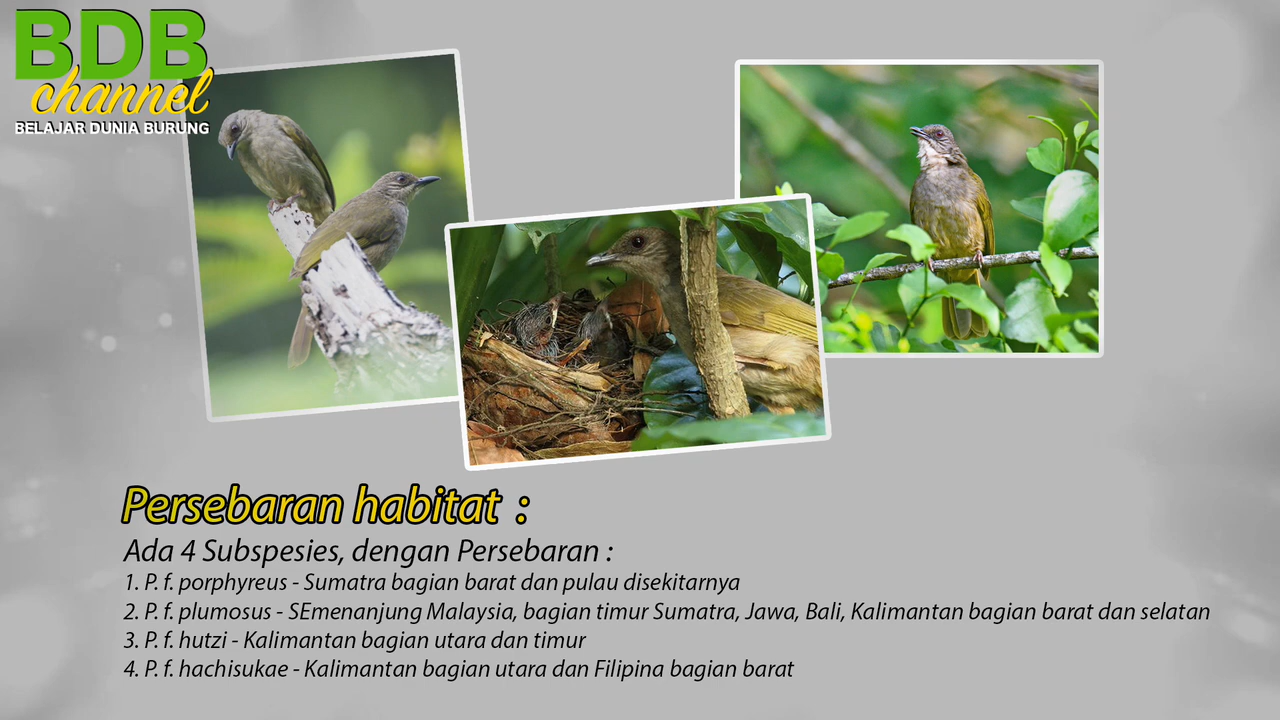 BDB
channel
BELAJAR DUNIA BURUNG
Persebaran habitat :
Ada 4 Subspesies, dengan Persebaran :
1. P. f. porphyreus - Sumatra bagian barat dan pulau disekitarnya
2. P. f. plumosus - SEmenanjung Malaysia, bagian timur Sumatra, Jawa, Bali, Kalimantan bagian barat dan selatan
3. P. f. hutzi - Kalimantan bagian utara dan timur
4. P. f. hachisukae - Kalimantan bagian utara dan Filipina bagian barat